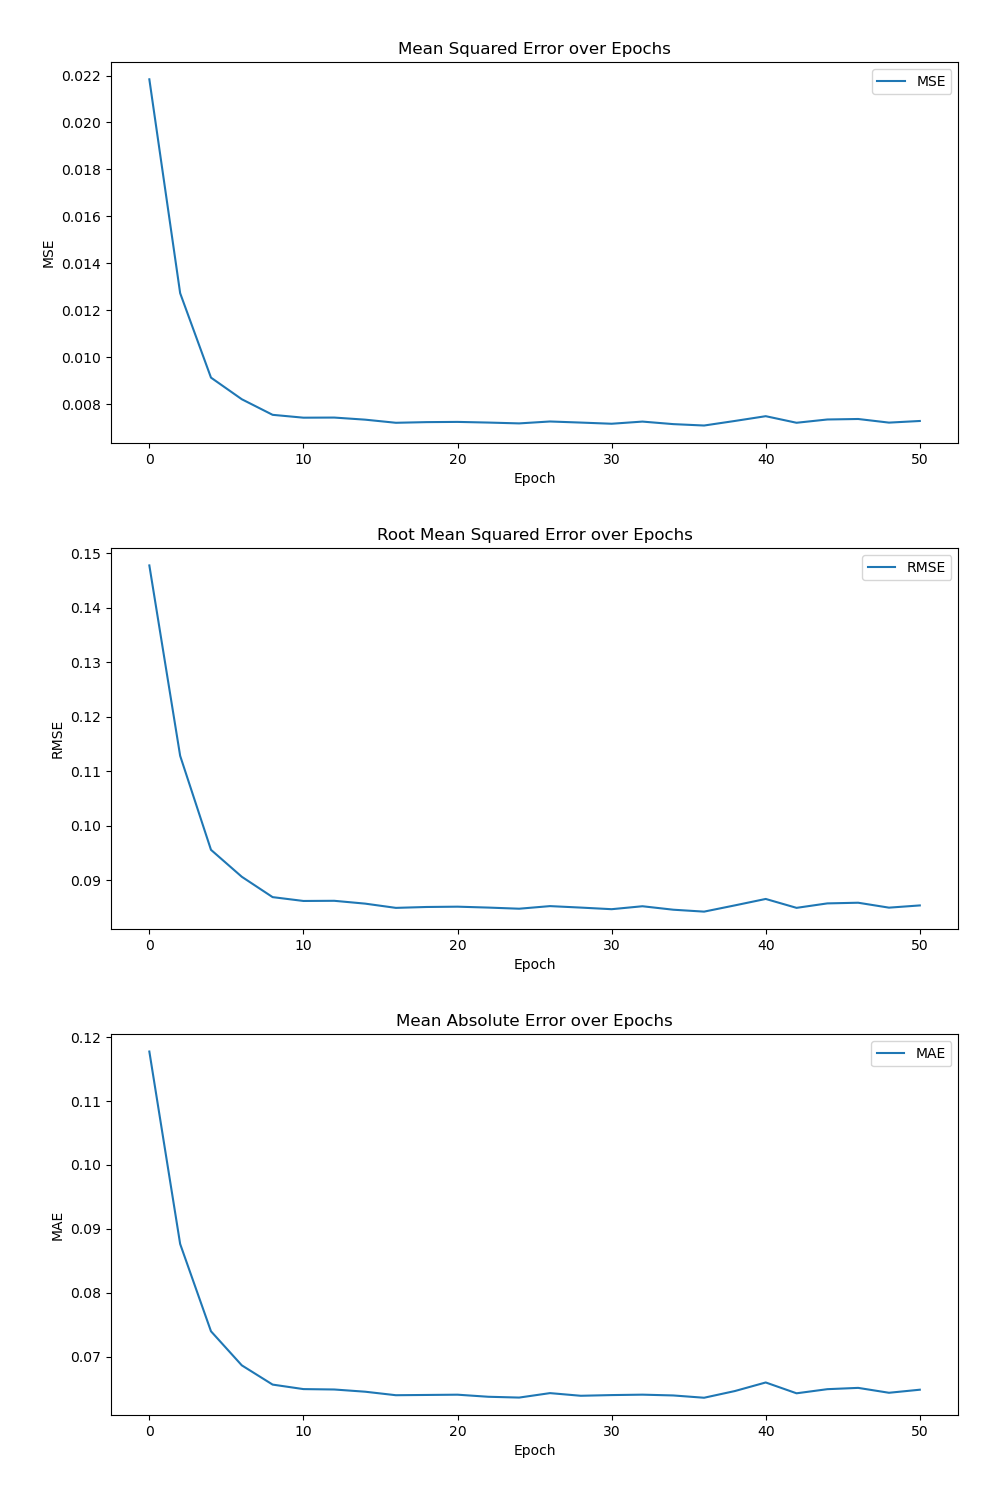 Mean Squared Error over Epochs
MSE
0.022
0.020
0.018
0.016
0.014
0.012
0.010
0.008
MSE
0 10 20 30 40 50
Epoch
Root Mean Squared Error over Epochs
RMSE
0.15
0.14
0.13
0.12
0.11
0.10
0.09
RMSE
0 10 20 30 40 50
Epoch
Mean Absolute Error over Epochs
MAE
0.12
0.11
0.10
0.09
0.08
0.07
MAE
0 10 20 30 40 50
Epoch